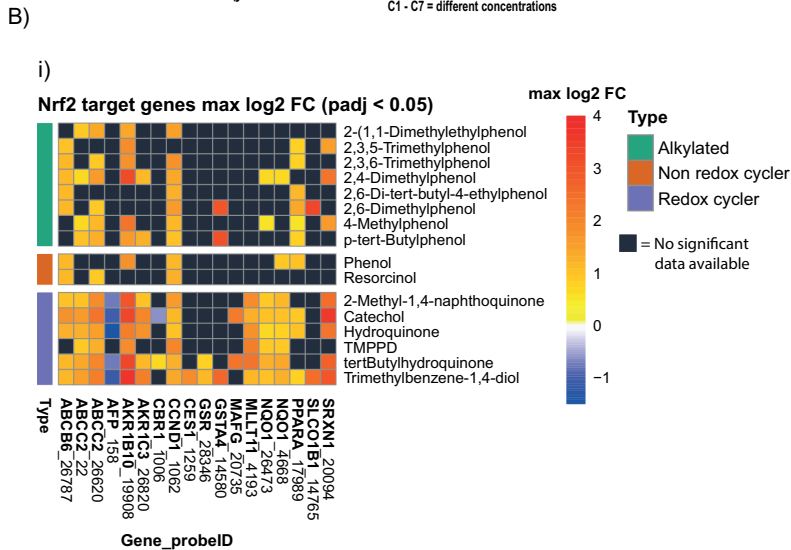 C1 - C7 = different concentrations
B)
i)
Nrf2 target genes max log2 FC (padj < 0.05)
2-(1,1-Dimethylethylphenol
2,3,5-Trimethylphenol
2,3,6-Trimethylphenol
2,4-Dimethylphenol
2,6-Di-tert-butyl-4-ethylphenol
2,6-Dimethylphenol
4-Methylphenol
p-tert-Butylphenol
Phenol
Resorcinol
2-Methyl-1,4-naphthoquinone
Catechol
Hydroquinone
TMPPD
tertButylhydroquinone
Trimethylbenzene-1,4-diol
Type
ABCB6_26787
ABCC2_22
ABCC2_26620
AFP_158
AKR1B10_19908
AKR1C3_26820
CBR1_1006
CCND1_1062
CES1_1259
GSR_28346
GSTA4_14580
MAFG_20735
MLLT11_4193
NQO1_26473
NQO1_4668
PPARA_17989
SLCO1B1_14765
SRXN1_20094
Gene_probeID
max log2 FC
4
3
2
1
0
−1
Type
Alkylated
Non redox cycler
Redox cycler
= No significant
data available